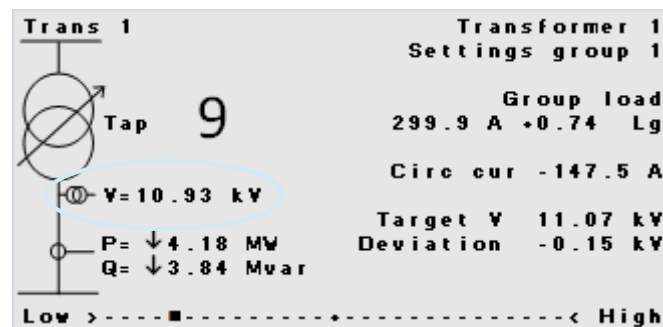 Trans 1
Transformer 1
Settings group 1
Group load
Tap 9
299.9 A +0.74 Lg
Circ cur -147.5 A
V=10.93 kV
Target V 11.07 kV
P= ↓4.18 MW
Deviation -0.15 kV
Q= ↓3.84 Mvar
Low >----■---------+--------------< High